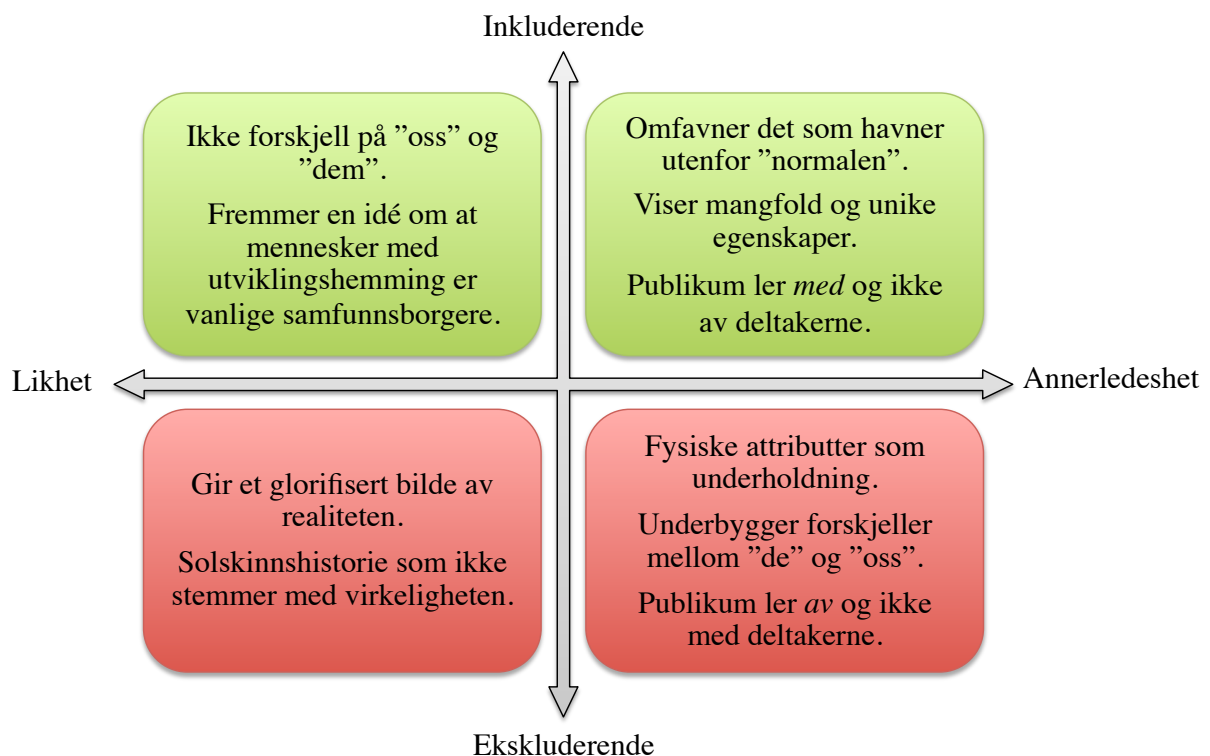 Inkluderende
Ikke forskjell på ”oss” og
”dem”.
Fremmer en idé om at
mennesker med
utviklingshemming er
vanlige samfunnsborgere.
Omfavner det som havner
utenfor ”normalen”.
Viser mangfold og unike
egenskaper.
Publikum ler med og ikke
av deltakerne.
Likhet
Annerledeshet
Gir et glorifisert bilde av
realiteten.
Solskinnshistorie som ikke
stemmer med virkeligheten.
Fysiske attributter som
underholdning.
Underbygger forskjeller
mellom ”de” og ”oss”.
Publikum ler av og ikke
med deltakerne.
Ekskluderende